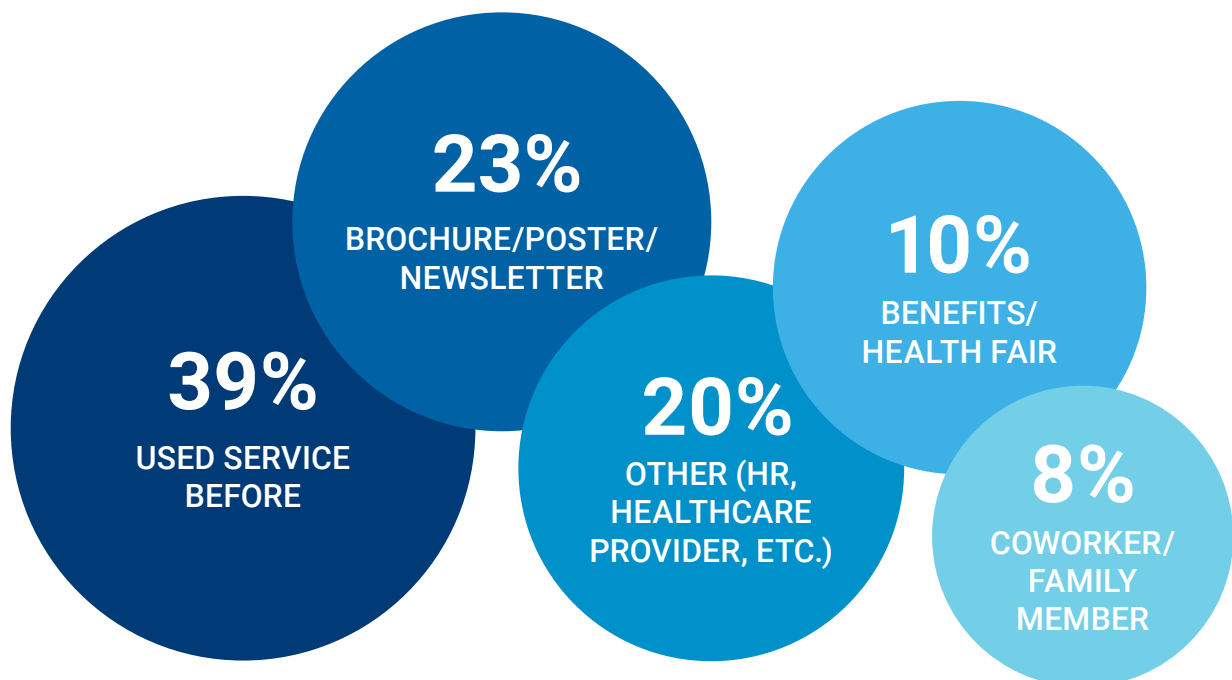 39%
USED SERVICE
BEFORE
23%
BROCHURE/POSTER/
NEWSLETTER
20%
OTHER (HR,
HEALTHCARE
PROVIDER, ETC.)
10%
BENEFITS/
HEALTH FAIR
8%
COWORKER/
FAMILY
MEMBER